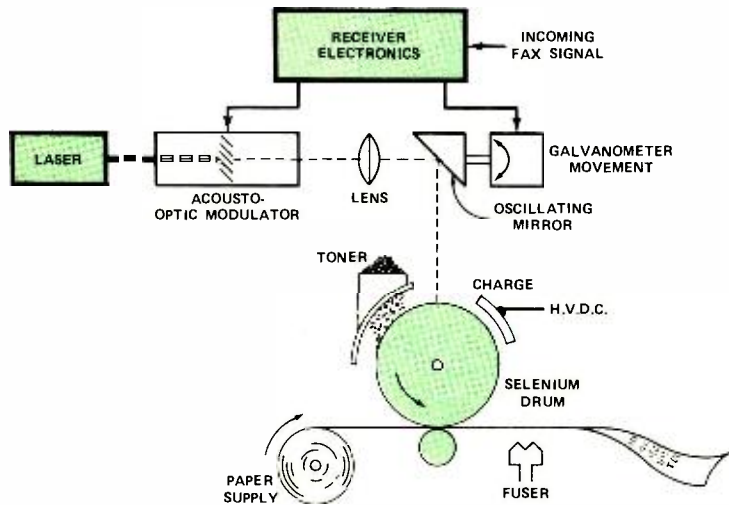 RECEIVER
ELECTRONICS
INCOMING
FAX SIGNAL
LASER
ACOUSTO-
OPTIC MODULATOR
LENS
GALVANOMETER
MOVEMENT
OSCILLATING
MIRROR
TONER
CHARGE
H.V.D.C.
SELENIUM
DRUM
PAPER
SUPPLY
FUSER